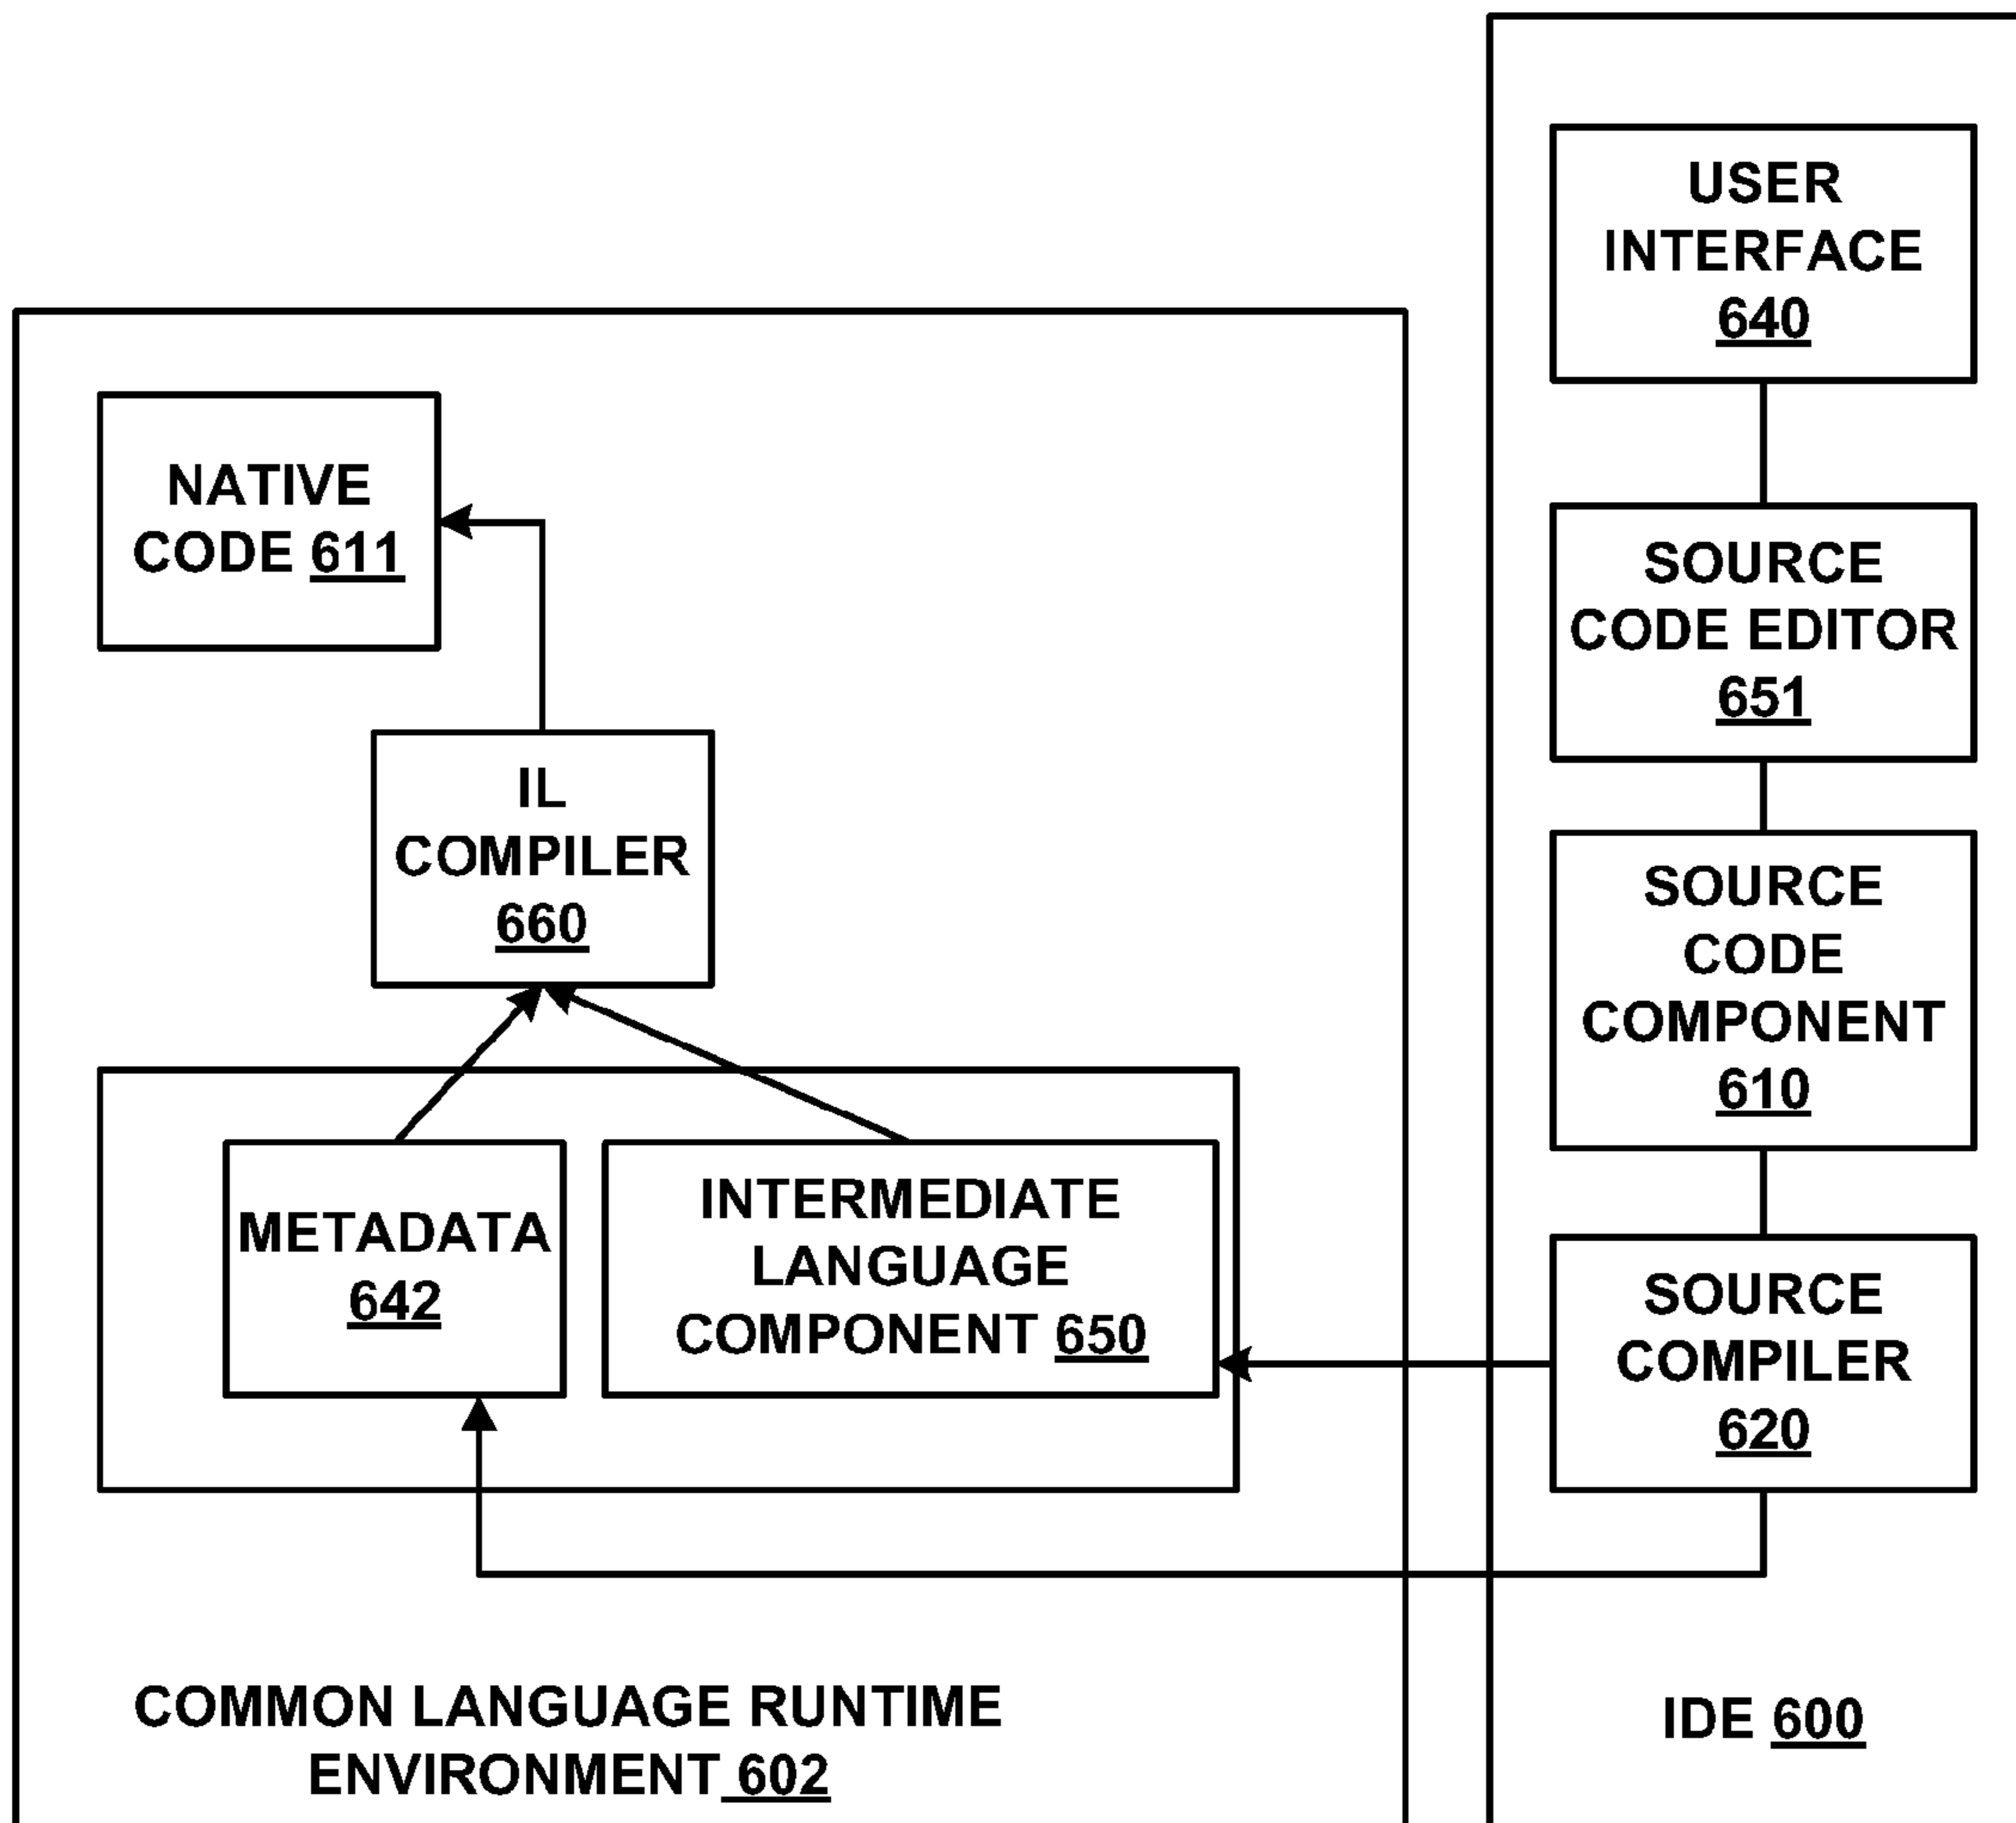 USER
INTERFACE
640
NATIVE
CODE 611
SOURCE
CODE EDITOR
651
IL
COMPILER
660
SOURCE
CODE
COMPONENT
610
METADATA
642
INTERMEDIATE
LANGUAGE
COMPONENT 650
SOURCE
COMPILER
620
COMMON LANGUAGE RUNTIME
ENVIRONMENT 602
IDE 600